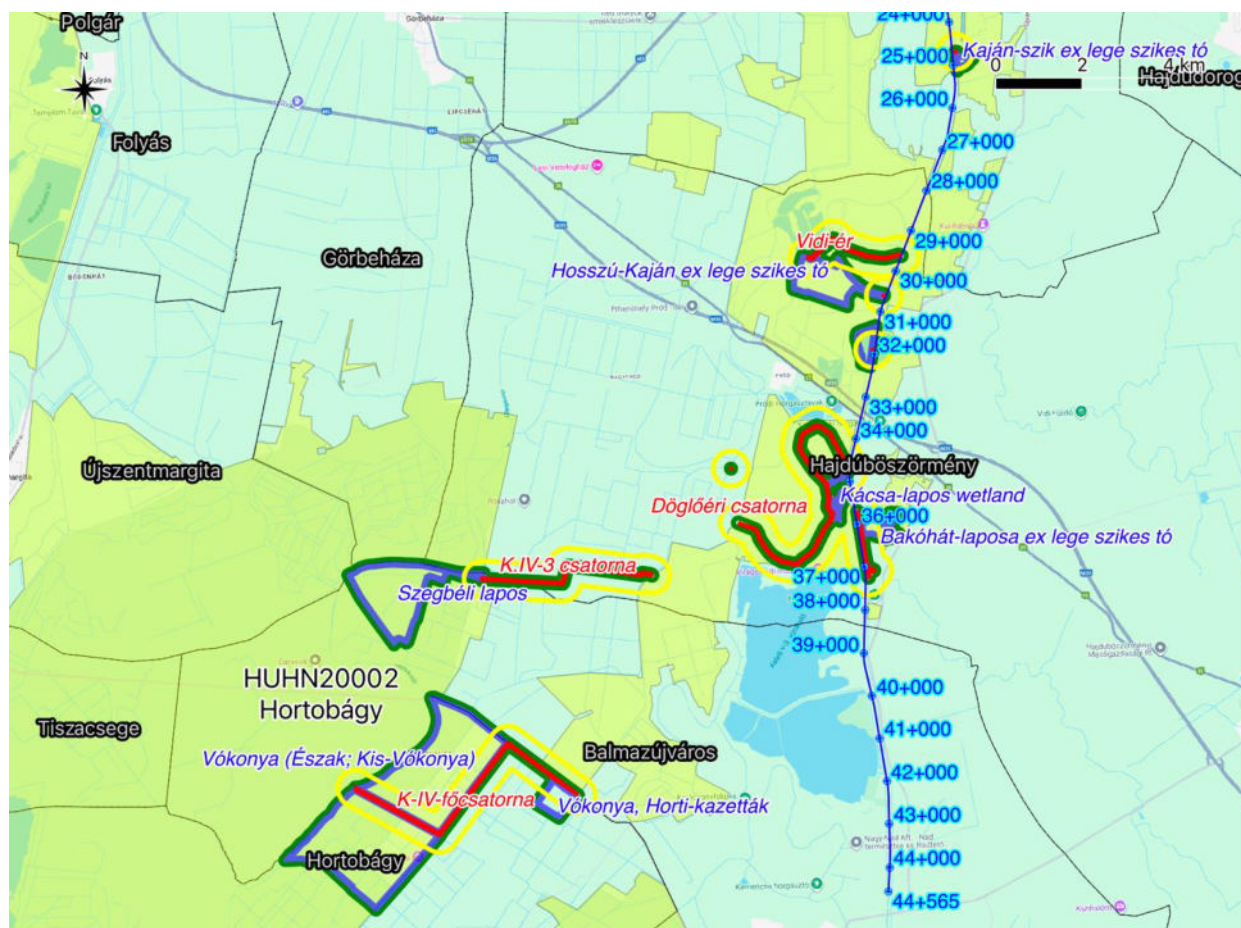 Polgár
Görbeháza
24+000
25+000
Kaján-szik ex lege szikes tó
0 2 4 km
Hajdúdorog
N
26+000
Folyás
27+000
28+000
29+000
Vidi-ér
Görbeháza
Hosszú-Kaján ex lege szikes tó
30+000
31+000
32+000
33+000
34+000
Újszentmargita
Hajdúböszörmény
Kácsa-lapos wetland
Döglőéri csatorna
36+000
Bakóhát-laposa ex lege szikes tó
K.IV-3 csatorna
37+000
Szegbéli lapos
38+000
39+000
HUHN20002
Hortobágy
40+000
Tiszacsege
41+000
Balmazújváros
Vókonya (Észak; Kis-Vókonya)
42+000
K-IV-főcsatorna
Vókonya, Horti-kazetták
43+000
Hortobágy
44+000
44+565